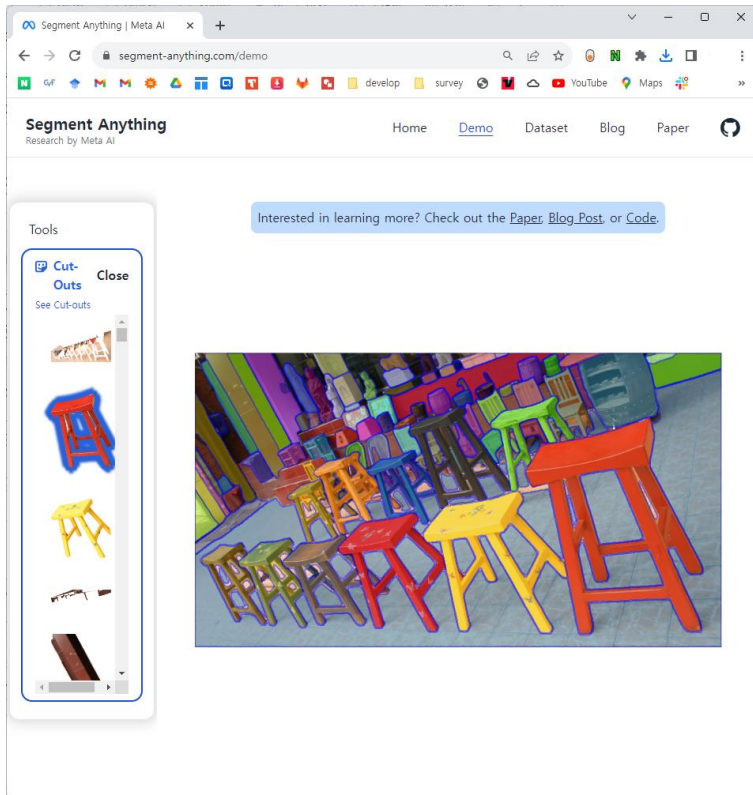 Segment Anything | Meta AI
segment-anything.com/demo
develop
survey
YouTube
Maps
Segment Anything
Research by Meta AI
Home
Demo
Dataset
Blog
Paper
Tools
Interested in learning more? Check out the Paper, Blog Post, or Code.
Cut-
Outs
Close
See Cut-outs